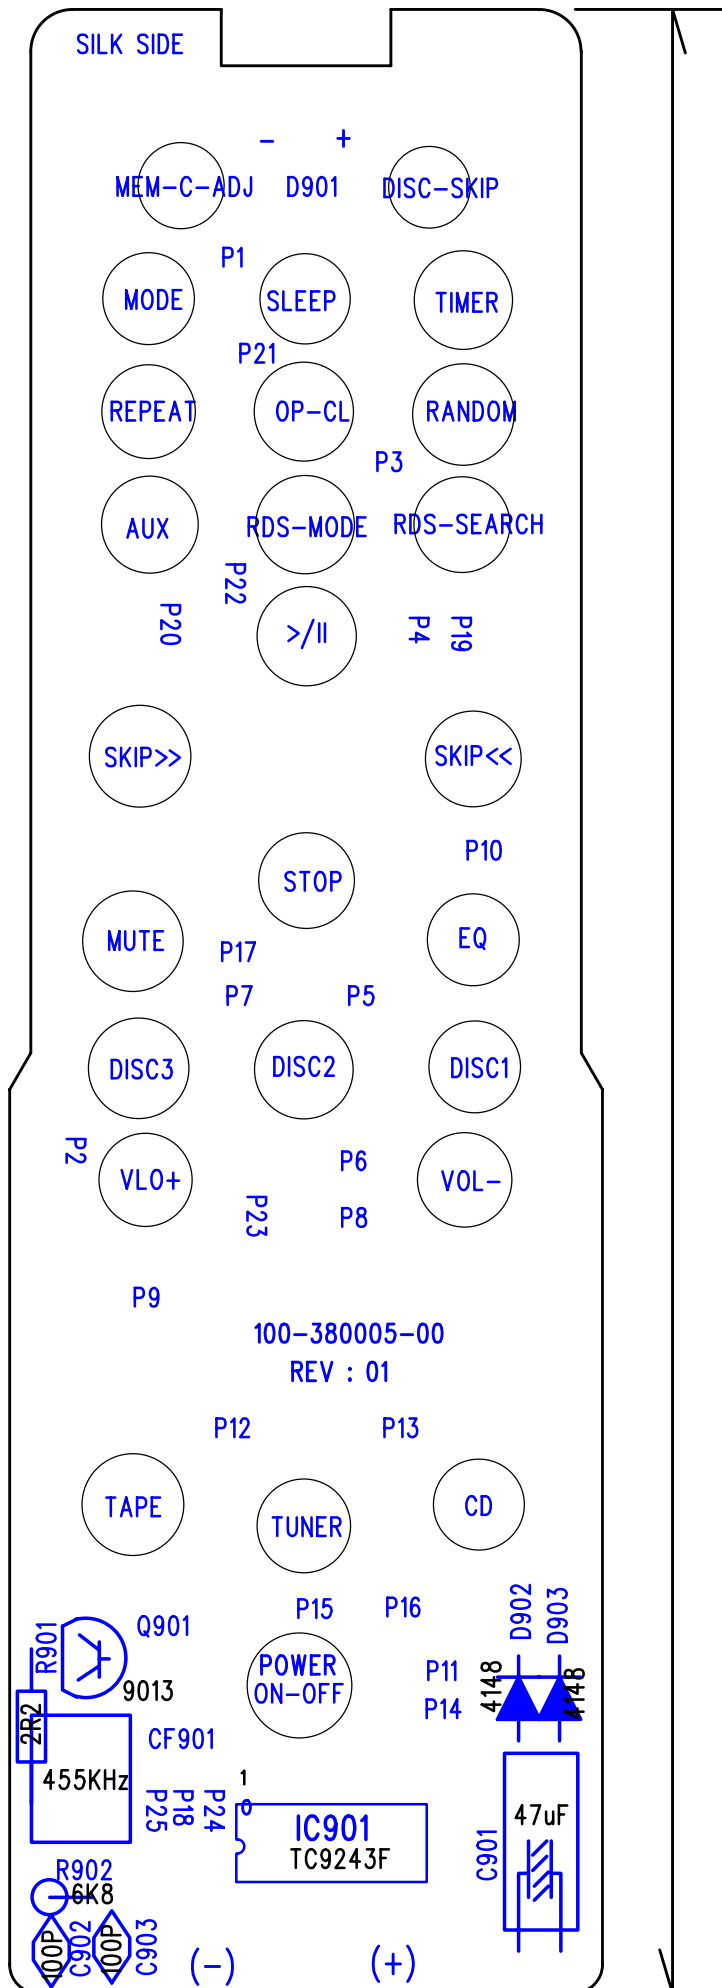 SILK SIDE
- +
MEM-C-ADJ D901 DISC-SKIP
P1
MODE SLEEP TIMER
P21
REPEAT OP-CL RANDOM
P3
AUX RDS-MODE RDS-SEARCH
P22
P20 >/II P4 P19
SKIP>> SKIP<<
P10
STOP
MUTE EQ
P17
P7 P5
DISC3 DISC2 DISC1
P2 P6
VLO+ VOL-
P23 P8
P9
100-380005-00
REV : 01
P12 P13
TAPE TUNER CD
P15 P16 D902 D903
R901 Q901
9013
POWER
ON-OFF
P11
P14
4148 4148
2R2
CF901
455KHz
P25 P18 P24
1
0
IC901
TC9243F
47uF
C901
R902
6K8
100P C902 100P C903
(-) (+)